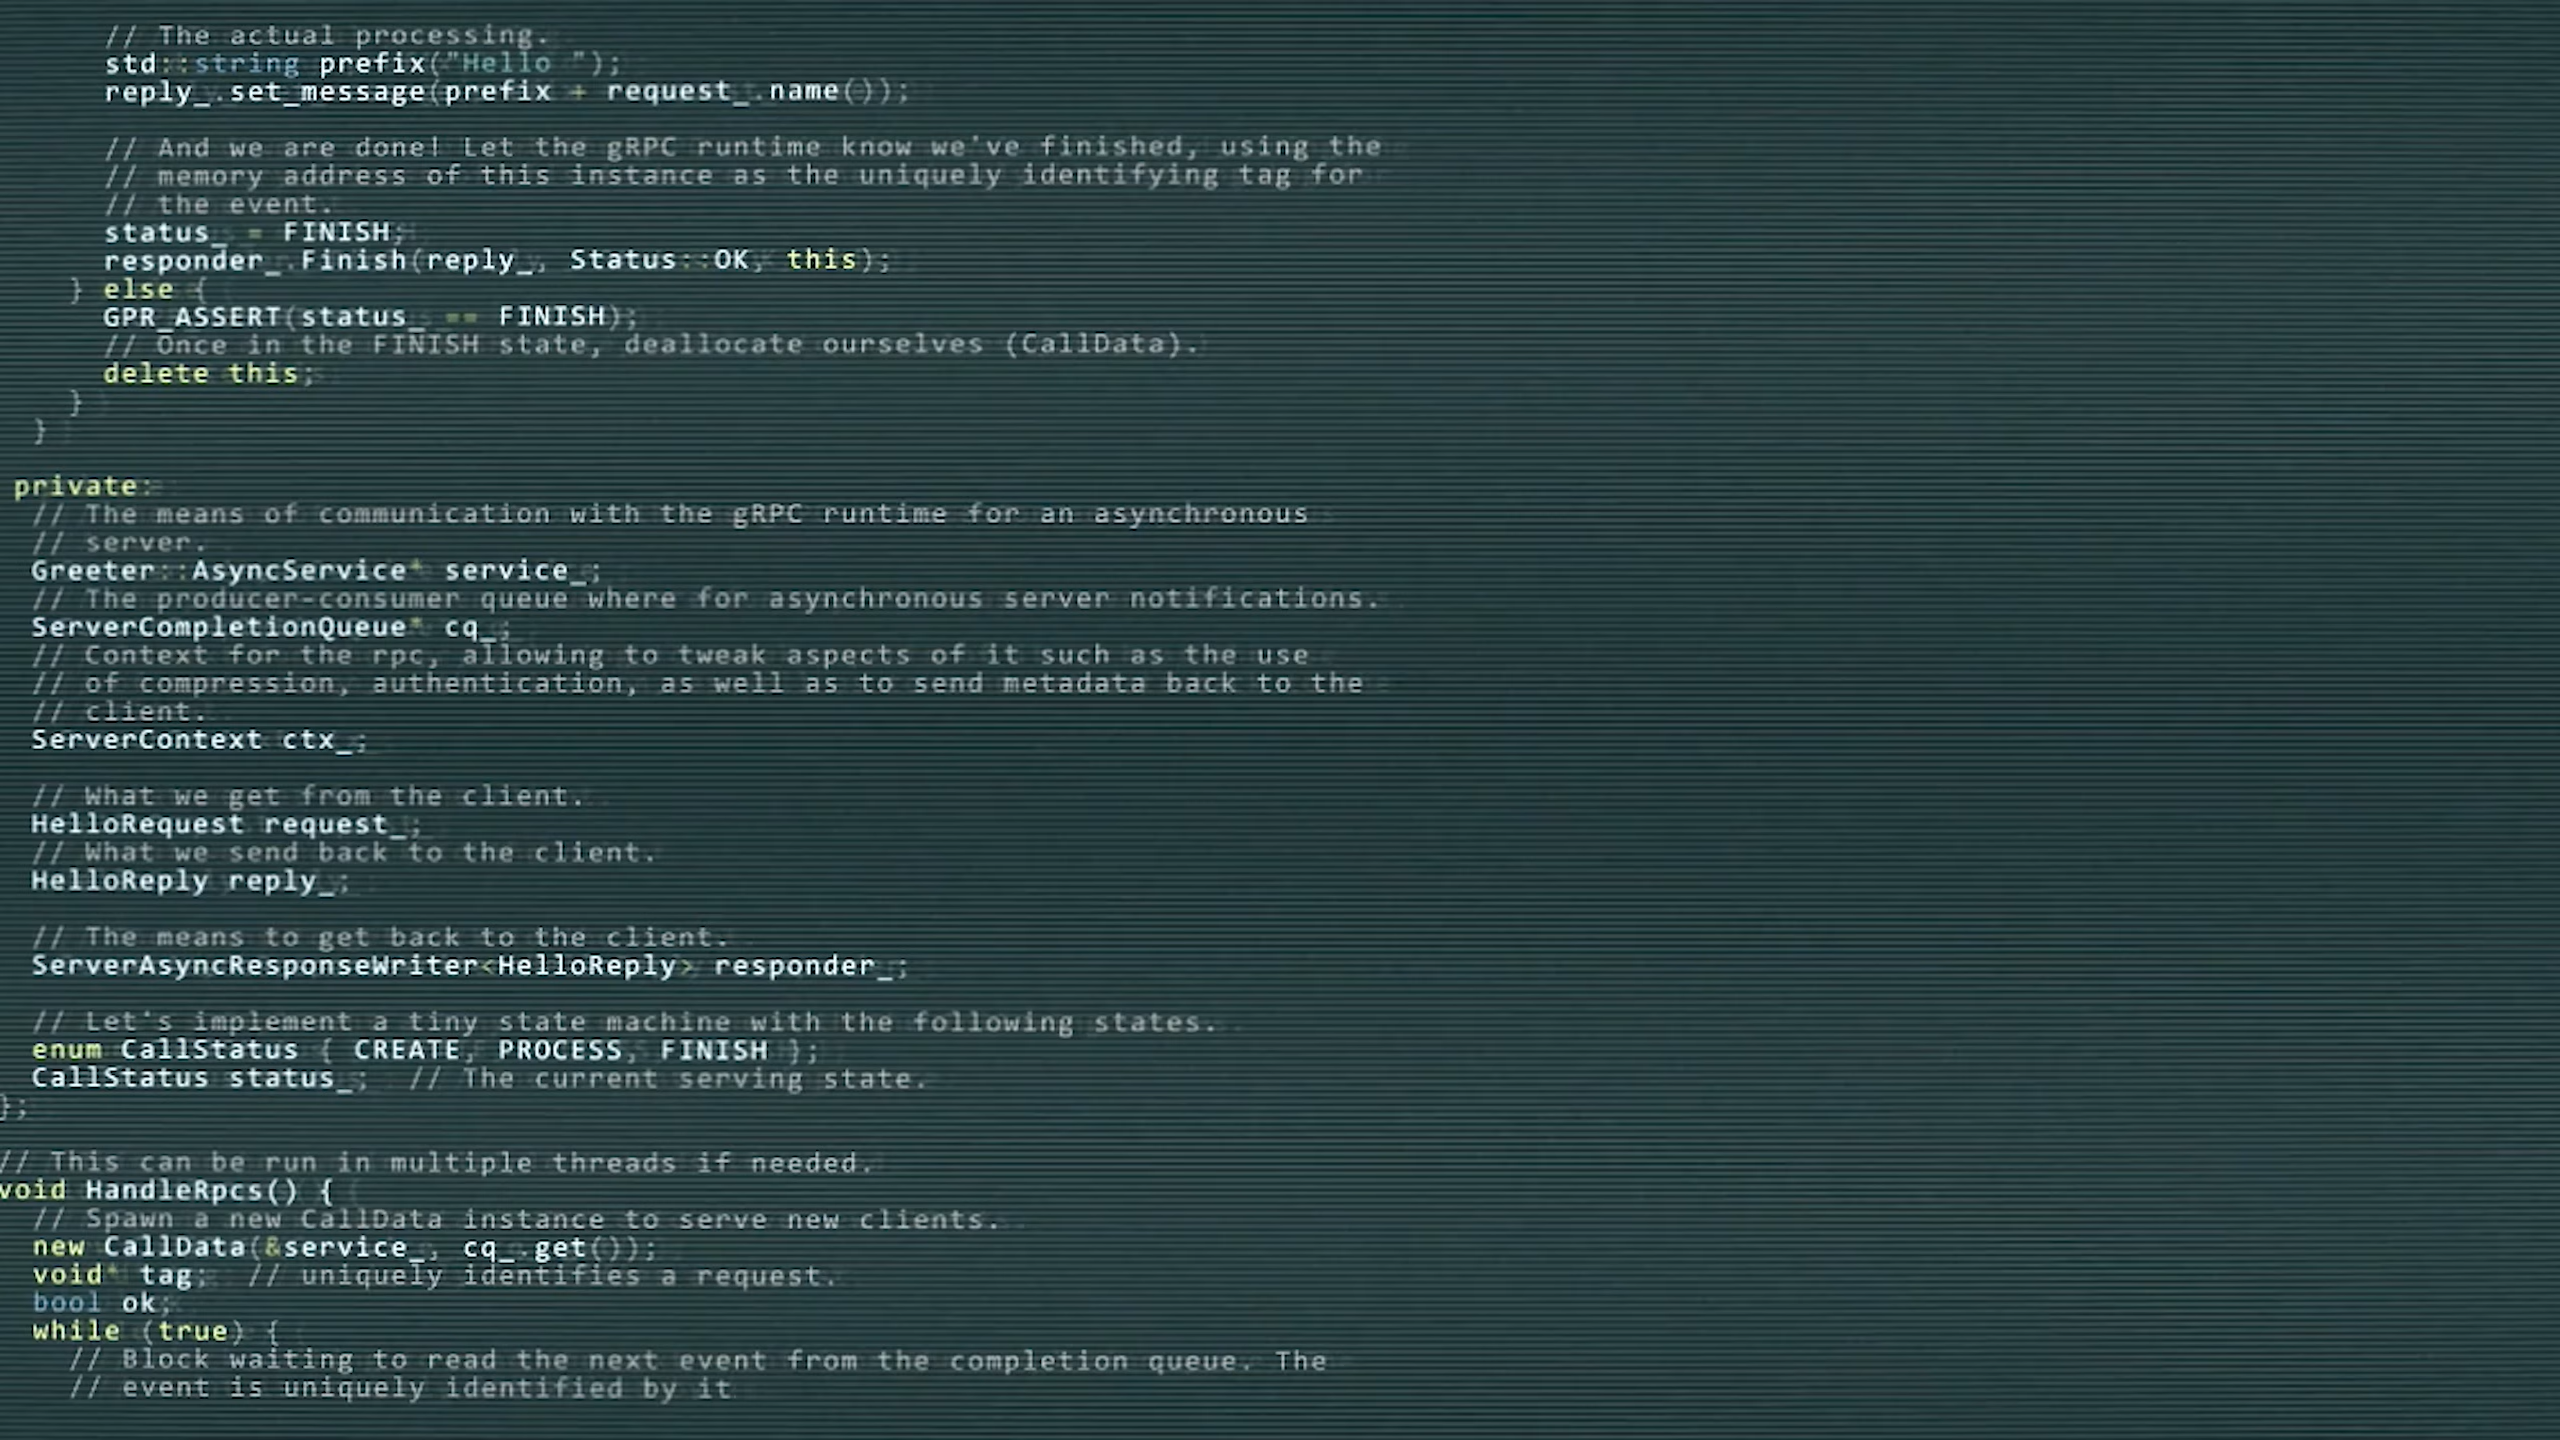 // The actual processing.
std::string prefix("Hello ");
reply_.set_message(prefix + request_.name());
// And we are done! Let the gRPC runtime know we've finished, using the
// memory address of this instance as the uniquely identifying tag for
// the event.
status_ = FINISH;
responder_.Finish(reply_, Status::OK, this);
} else {
GPR_ASSERT(status_ == FINISH);
// Once in the FINISH state, deallocate ourselves (CallData).
delete this;
}
}
private:
// The means of communication with the gRPC runtime for an asynchronous
// server.
Greeter::AsyncService* service_;
// The producer-consumer queue where for asynchronous server notifications.
ServerCompletionQueue* cq_;
// Context for the rpc, allowing to tweak aspects of it such as the use
// of compression, authentication, as well as to send metadata back to the
// client.
ServerContext ctx_;
// What we get from the client.
HelloRequest request_;
// What we send back to the client.
HelloReply reply_;
// The means to get back to the client.
ServerAsyncResponseWriter<HelloReply> responder_;
// Let's implement a tiny state machine with the following states.
enum CallStatus { CREATE, PROCESS, FINISH };
CallStatus status_; // The current serving state.
};
// This can be run in multiple threads if needed.
void HandleRpcs() {
// Spawn a new CallData instance to serve new clients.
new CallData(&service_, cq_.get());
void* tag; // uniquely identifies a request.
bool ok;
while (true) {
// Block waiting to read the next event from the completion queue. The
// event is uniquely identified by it